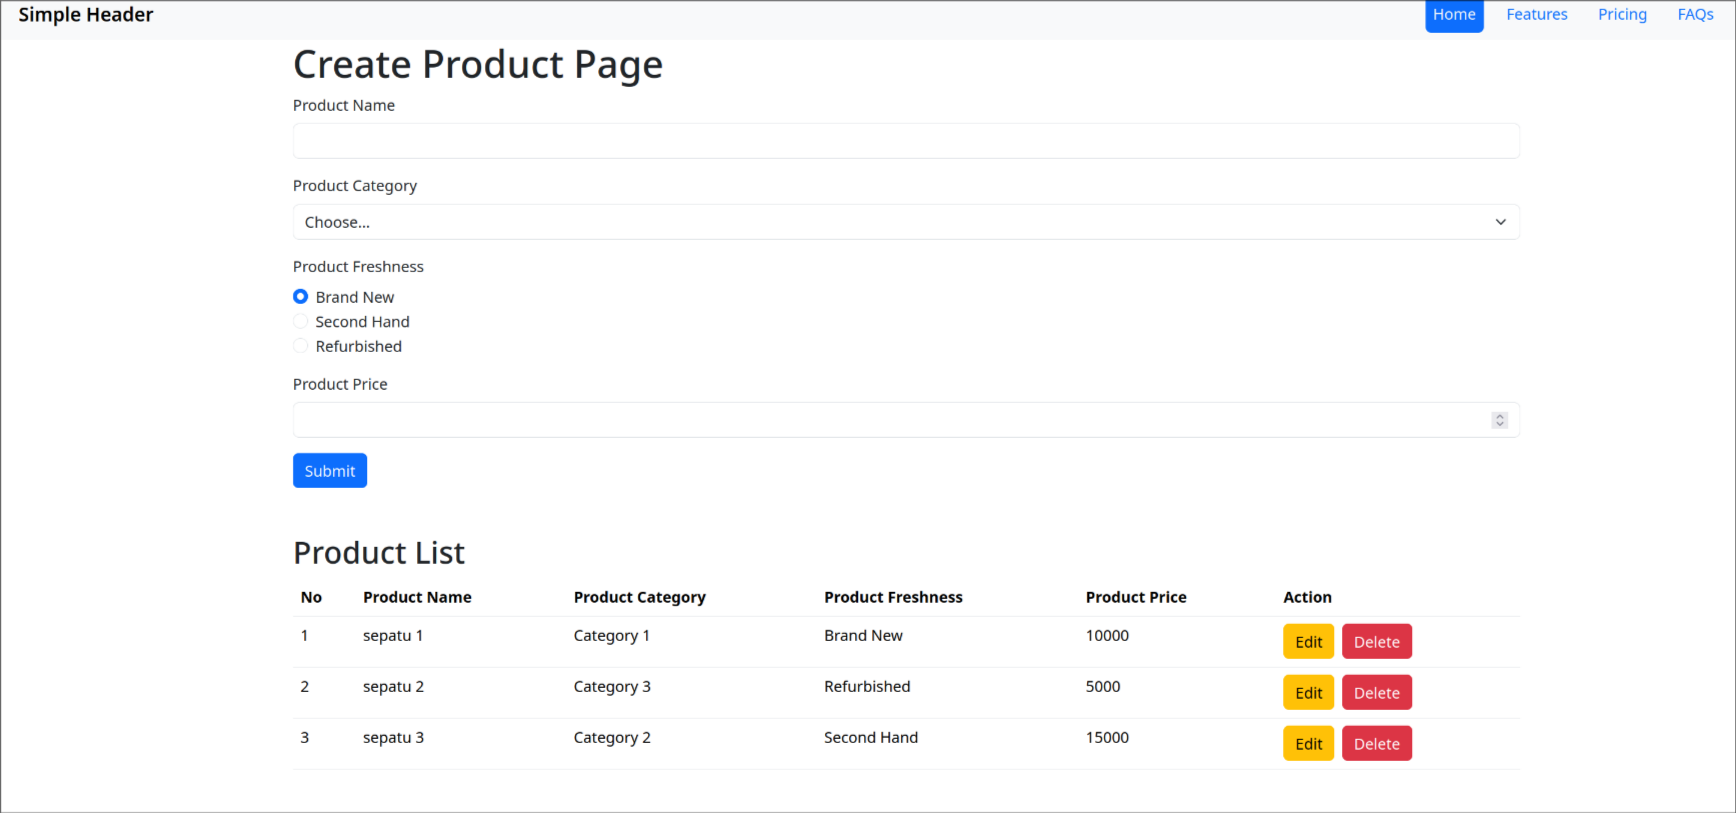 Simple Header Home Features Pricing FAQs
Create Product Page
Product Name
Product Category
Choose...
Product Freshness
Brand New
Second Hand
Refurbished
Product Price
Submit
Product List
No Product Name Product Category Product Freshness Product Price Action
1 sepatu 1 Category 1 Brand New 10000 Edit Delete
2 sepatu 2 Category 3 Refurbished 5000 Edit Delete
3 sepatu 3 Category 2 Second Hand 15000 Edit Delete